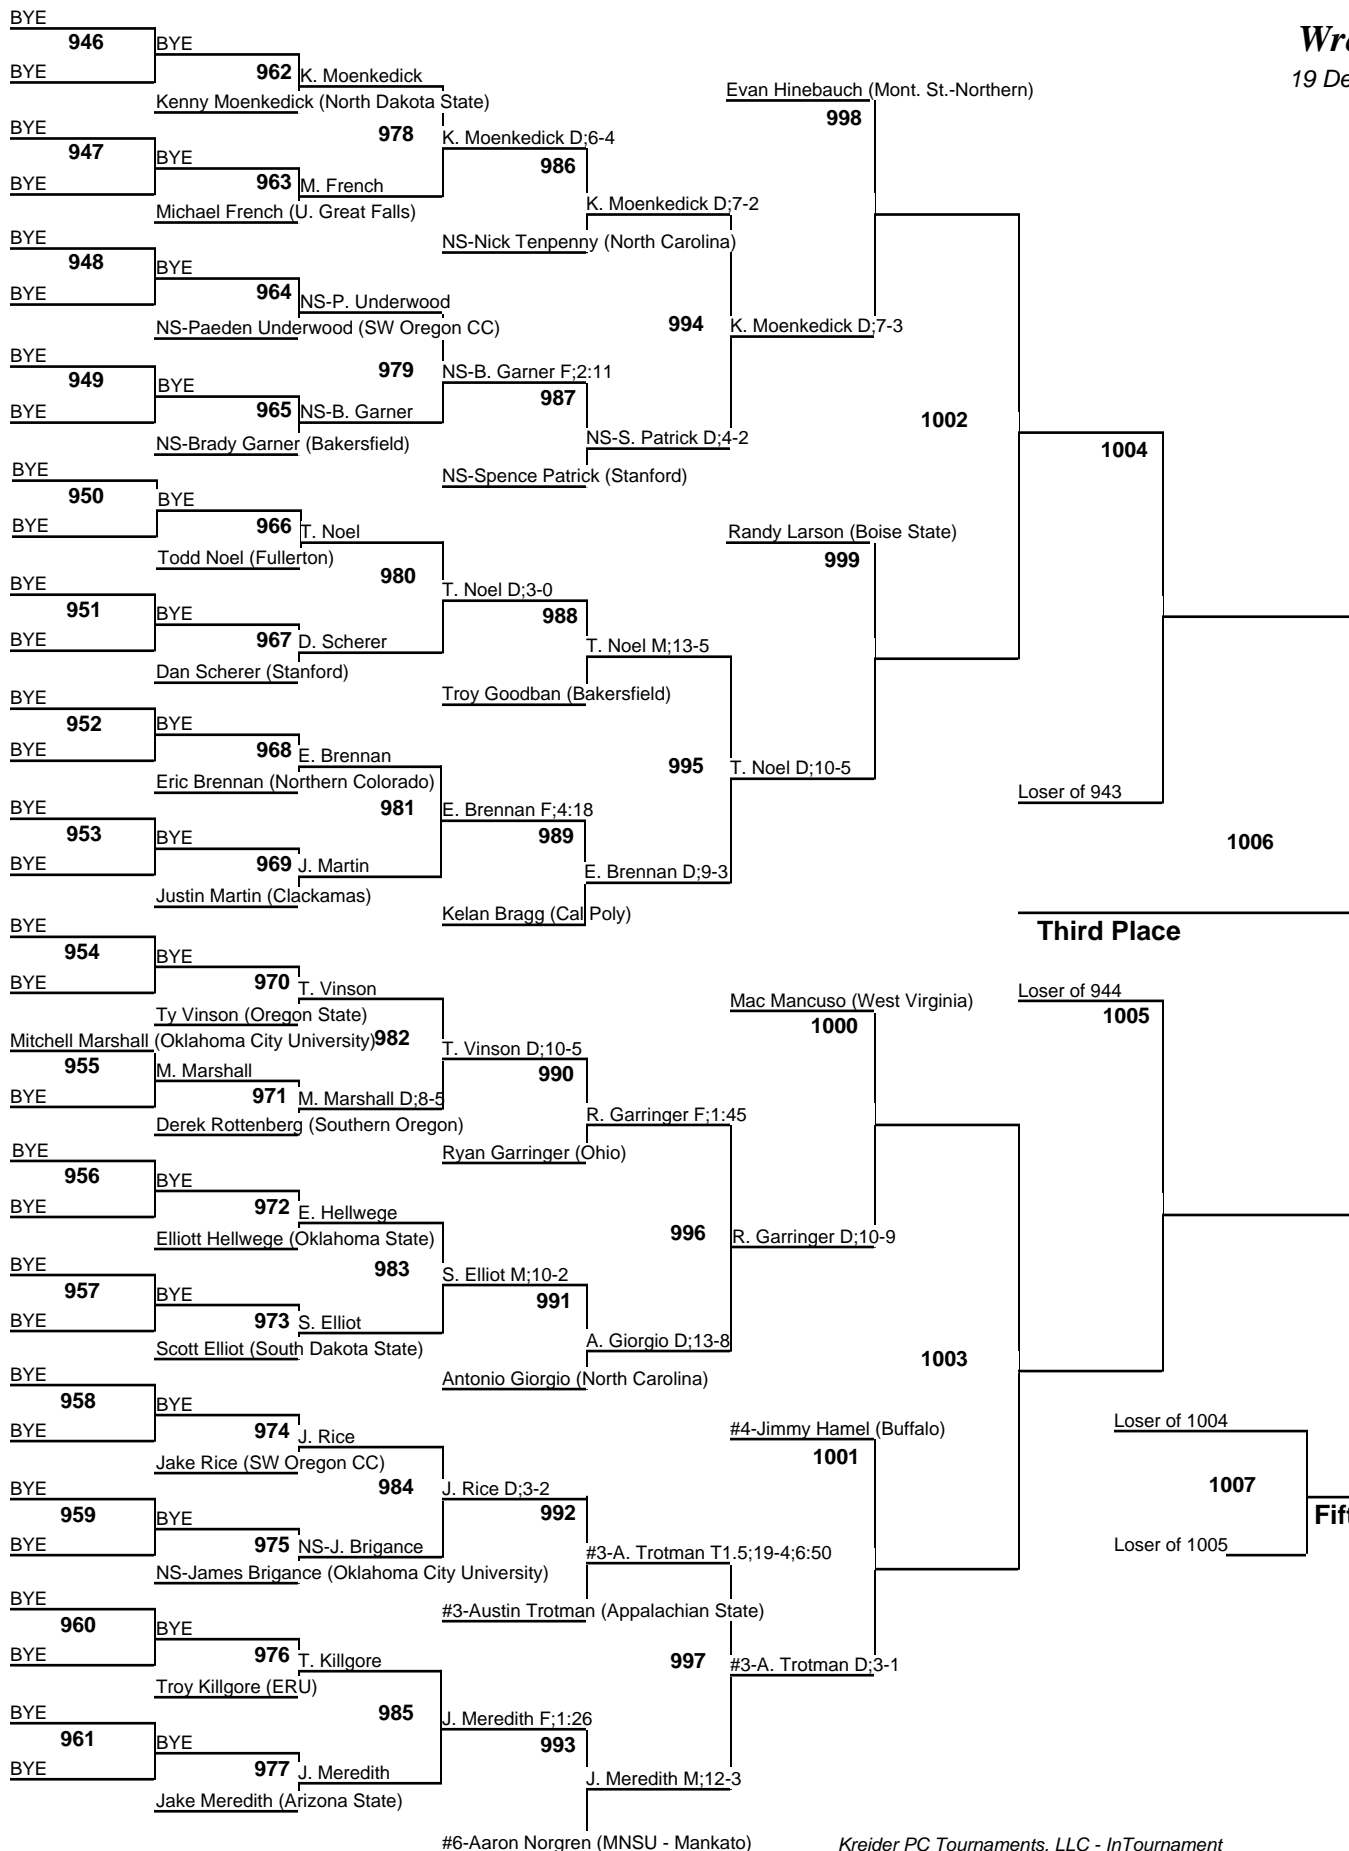 BYE
946
BYE
BYE
962
K. Moenkedick
Kenny Moenkedick (North Dakota State)
978
BYE
947
BYE
BYE
963
M. French
Michael French (U. Great Falls)
K. Moenkedick D;6-4
986
K. Moenkedick D;7-2
NS-Nick Tenpenny (North Carolina)
BYE
948
BYE
BYE
964
NS-P. Underwood
NS-Paeden Underwood (SW Oregon CC)
979
BYE
949
BYE
BYE
965
NS-B. Garner
NS-Brady Garner (Bakersfield)
NS-B. Garner F;2:11
987
NS-S. Patrick D;4-2
NS-Spence Patrick (Stanford)
994
K. Moenkedick D;7-3
Evan Hinebauch (Mont. St.-Northern)
998
Wr
19 De
BYE
950
BYE
BYE
966
T. Noel
Todd Noel (Fullerton)
980
BYE
951
BYE
BYE
967
D. Scherer
Dan Scherer (Stanford)
T. Noel D;3-0
988
T. Noel M;13-5
Troy Goodban (Bakersfield)
BYE
952
BYE
BYE
968
E. Brennan
Eric Brennan (Northern Colorado)
981
BYE
953
BYE
BYE
969
J. Martin
Justin Martin (Clackamas)
E. Brennan F;4:18
989
E. Brennan D;9-3
Kelan Bragg (Cal Poly)
995
T. Noel D;10-5
Randy Larson (Boise State)
999
1002
1004
Loser of 943
1006
Third Place
BYE
954
BYE
BYE
970
T. Vinson
Ty Vinson (Oregon State)
Mitchell Marshall (Oklahoma City University)
982
955
BYE
M. Marshall
971
M. Marshall D;8-5
Derek Rottenberg (Southern Oregon)
T. Vinson D;10-5
990
R. Garringer F;1:45
Ryan Garringer (Ohio)
BYE
956
BYE
BYE
972
E. Hellwege
Elliott Hellwege (Oklahoma State)
983
BYE
957
BYE
BYE
973
S. Elliot
Scott Elliot (South Dakota State)
S. Elliot M;10-2
991
A. Giorgio D;13-8
Antonio Giorgio (North Carolina)
996
R. Garringer D;10-9
Mac Mancuso (West Virginia)
1000
Loser of 944
1005
1003
BYE
958
BYE
BYE
974
J. Rice
Jake Rice (SW Oregon CC)
984
BYE
959
BYE
BYE
975
NS-J. Brigance
NS-James Brigance (Oklahoma City University)
J. Rice D;3-2
992
#3-A. Trotman T1.5;19-4;6:50
#3-Austin Trotman (Appalachian State)
BYE
960
BYE
BYE
976
T. Killgore
Troy Killgore (ERU)
985
BYE
961
BYE
BYE
977
J. Meredith
Jake Meredith (Arizona State)
J. Meredith F;1:26
993
J. Meredith M;12-3
#6-Aaron Norgren (MNSU - Mankato)
997
#3-A. Trotman D;3-1
#4-Jimmy Hamel (Buffalo)
1001
Loser of 1004
1007
Fif
Loser of 1005
Kreider PC Tournaments, LLC - InTournament